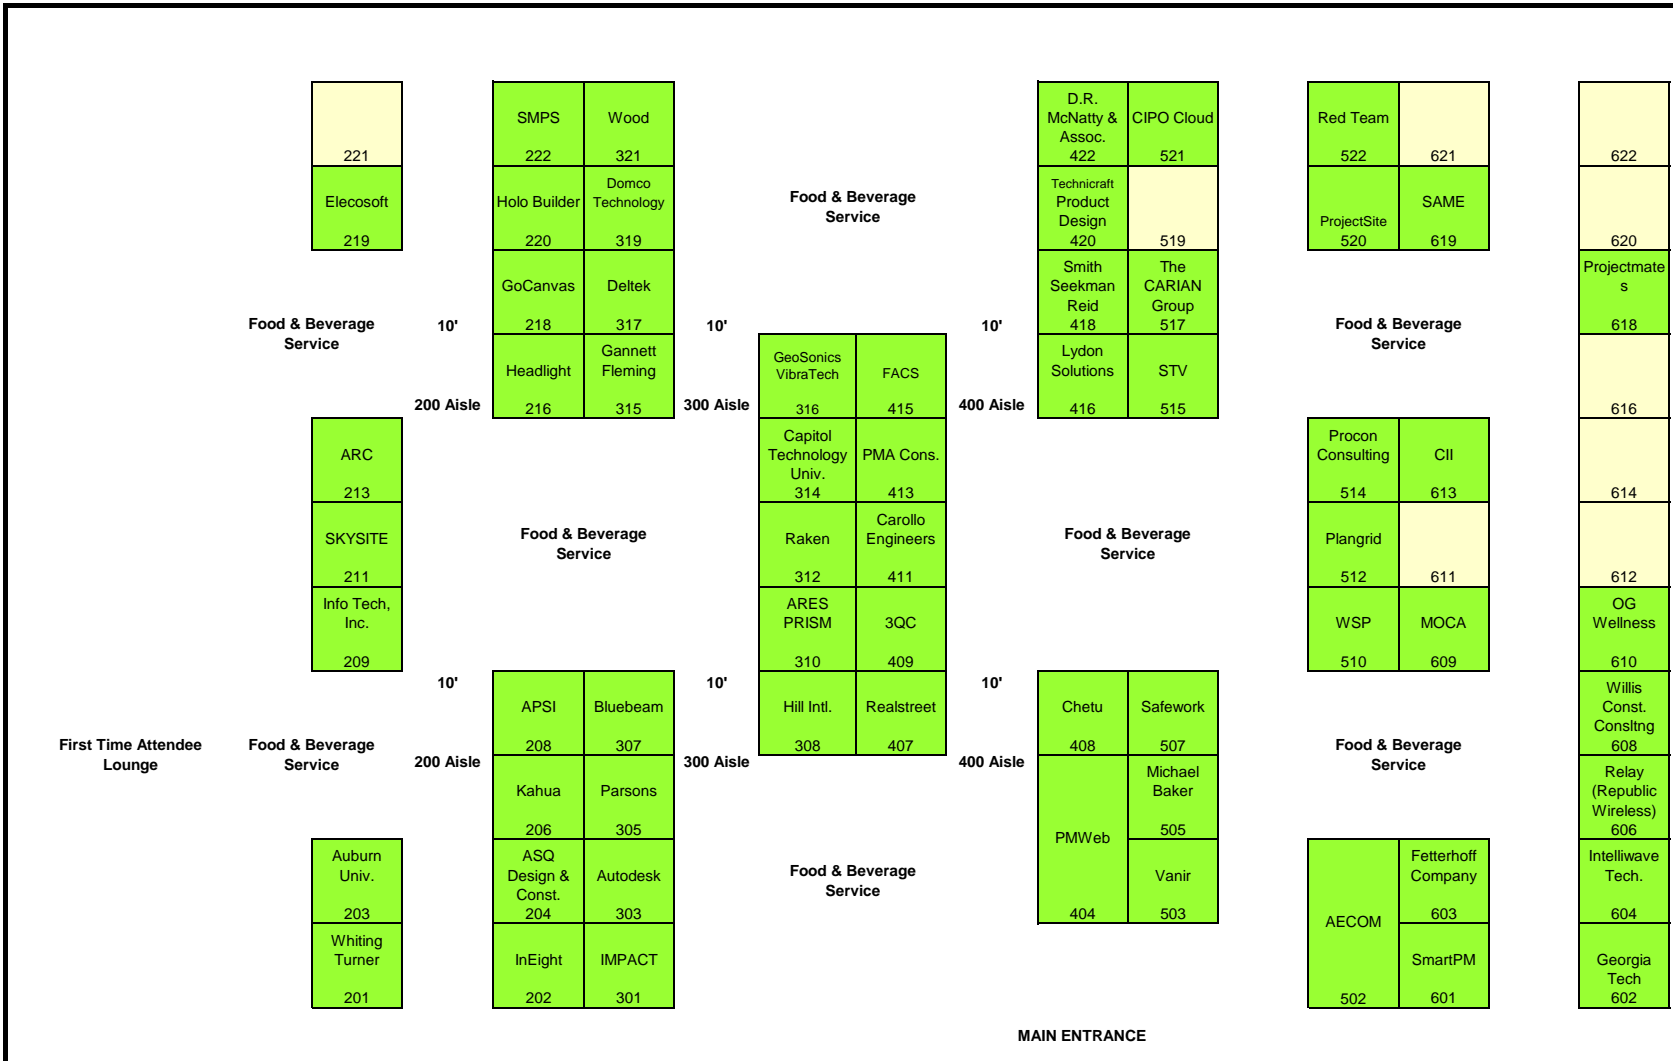 221
Elecosoft
219
Food & Beverage
Service
ARC
213
SKYSITE
211
Info Tech,
Inc.
209
First Time Attendee
Lounge
Food & Beverage
Service
Auburn
Univ.
203
Whiting
Turner
201
10'
200 Aisle
10'
200 Aisle
SMPS
222
Wood
321
Holo Builder
220
Domco
Technology
319
GoCanvas
218
Deltek
317
Headlight
216
Gannett
Fleming
315
Food & Beverage
Service
APSI
208
Bluebeam
307
Kahua
206
Parsons
305
ASQ
Design &
Const.
204
Autodesk
303
InEight
202
IMPACT
301
10'
300 Aisle
10'
300 Aisle
Food & Beverage
Service
GeoSonics
VibraTech
316
FACS
415
Capitol
Technology
Univ.
314
PMA Cons.
413
Raken
312
Carollo
Engineers
411
ARES
PRISM
310
3QC
409
Hill Intl.
308
Realstreet
407
Food & Beverage
Service
10'
400 Aisle
10'
400 Aisle
D.R.
McNatty &
Assoc.
422
CIPO Cloud
521
Technicraft
Product
Design
420
519
Smith
Seekman
Reid
418
The
CARIAN
Group
517
Lydon
Solutions
416
STV
515
Food & Beverage
Service
Chetu
408
Safework
507
PMWeb
404
Michael
Baker
505
Vanir
503
Red Team
522
621
ProjectSite
520
SAME
619
Food & Beverage
Service
Procon
Consulting
514
CII
613
Plangrid
512
611
WSP
510
MOCA
609
Food & Beverage
Service
AECOM
502
Fetterhoff
Company
603
SmartPM
601
622
620
Projectmate
s
618
616
614
612
OG
Wellness
610
Willis
Const.
Consltng
608
Relay
(Republic
Wireless)
606
Intelliwave
Tech.
604
Georgia
Tech
602
MAIN ENTRANCE